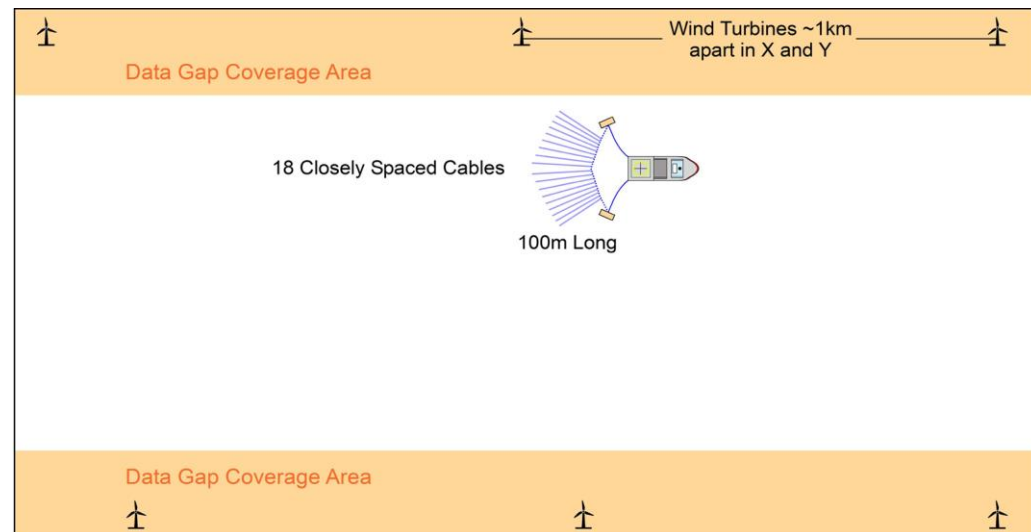 Wind Turbines ~1km
apart in X and Y
Data Gap Coverage Area
18 Closely Spaced Cables
100m Long
Data Gap Coverage Area